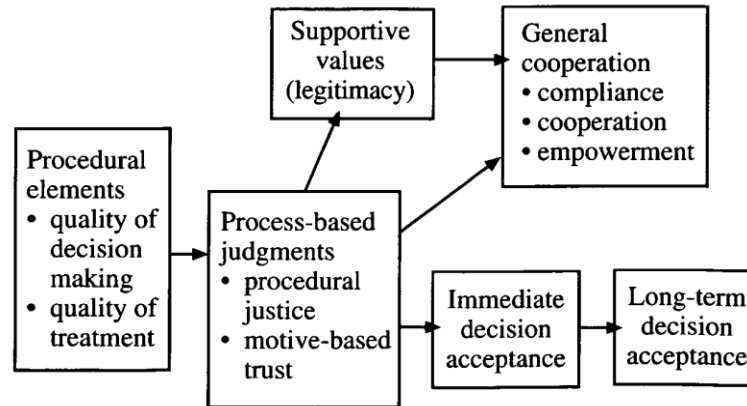 Procedural
elements
• quality of
decision
making
• quality of
treatment
Process-based
judgments
• procedural
justice
• motive-based
trust
Supportive
values
(legitimacy)
General
cooperation
• compliance
• cooperation
• empowerment
Immediate
decision
acceptance
Long-term
decision
acceptance